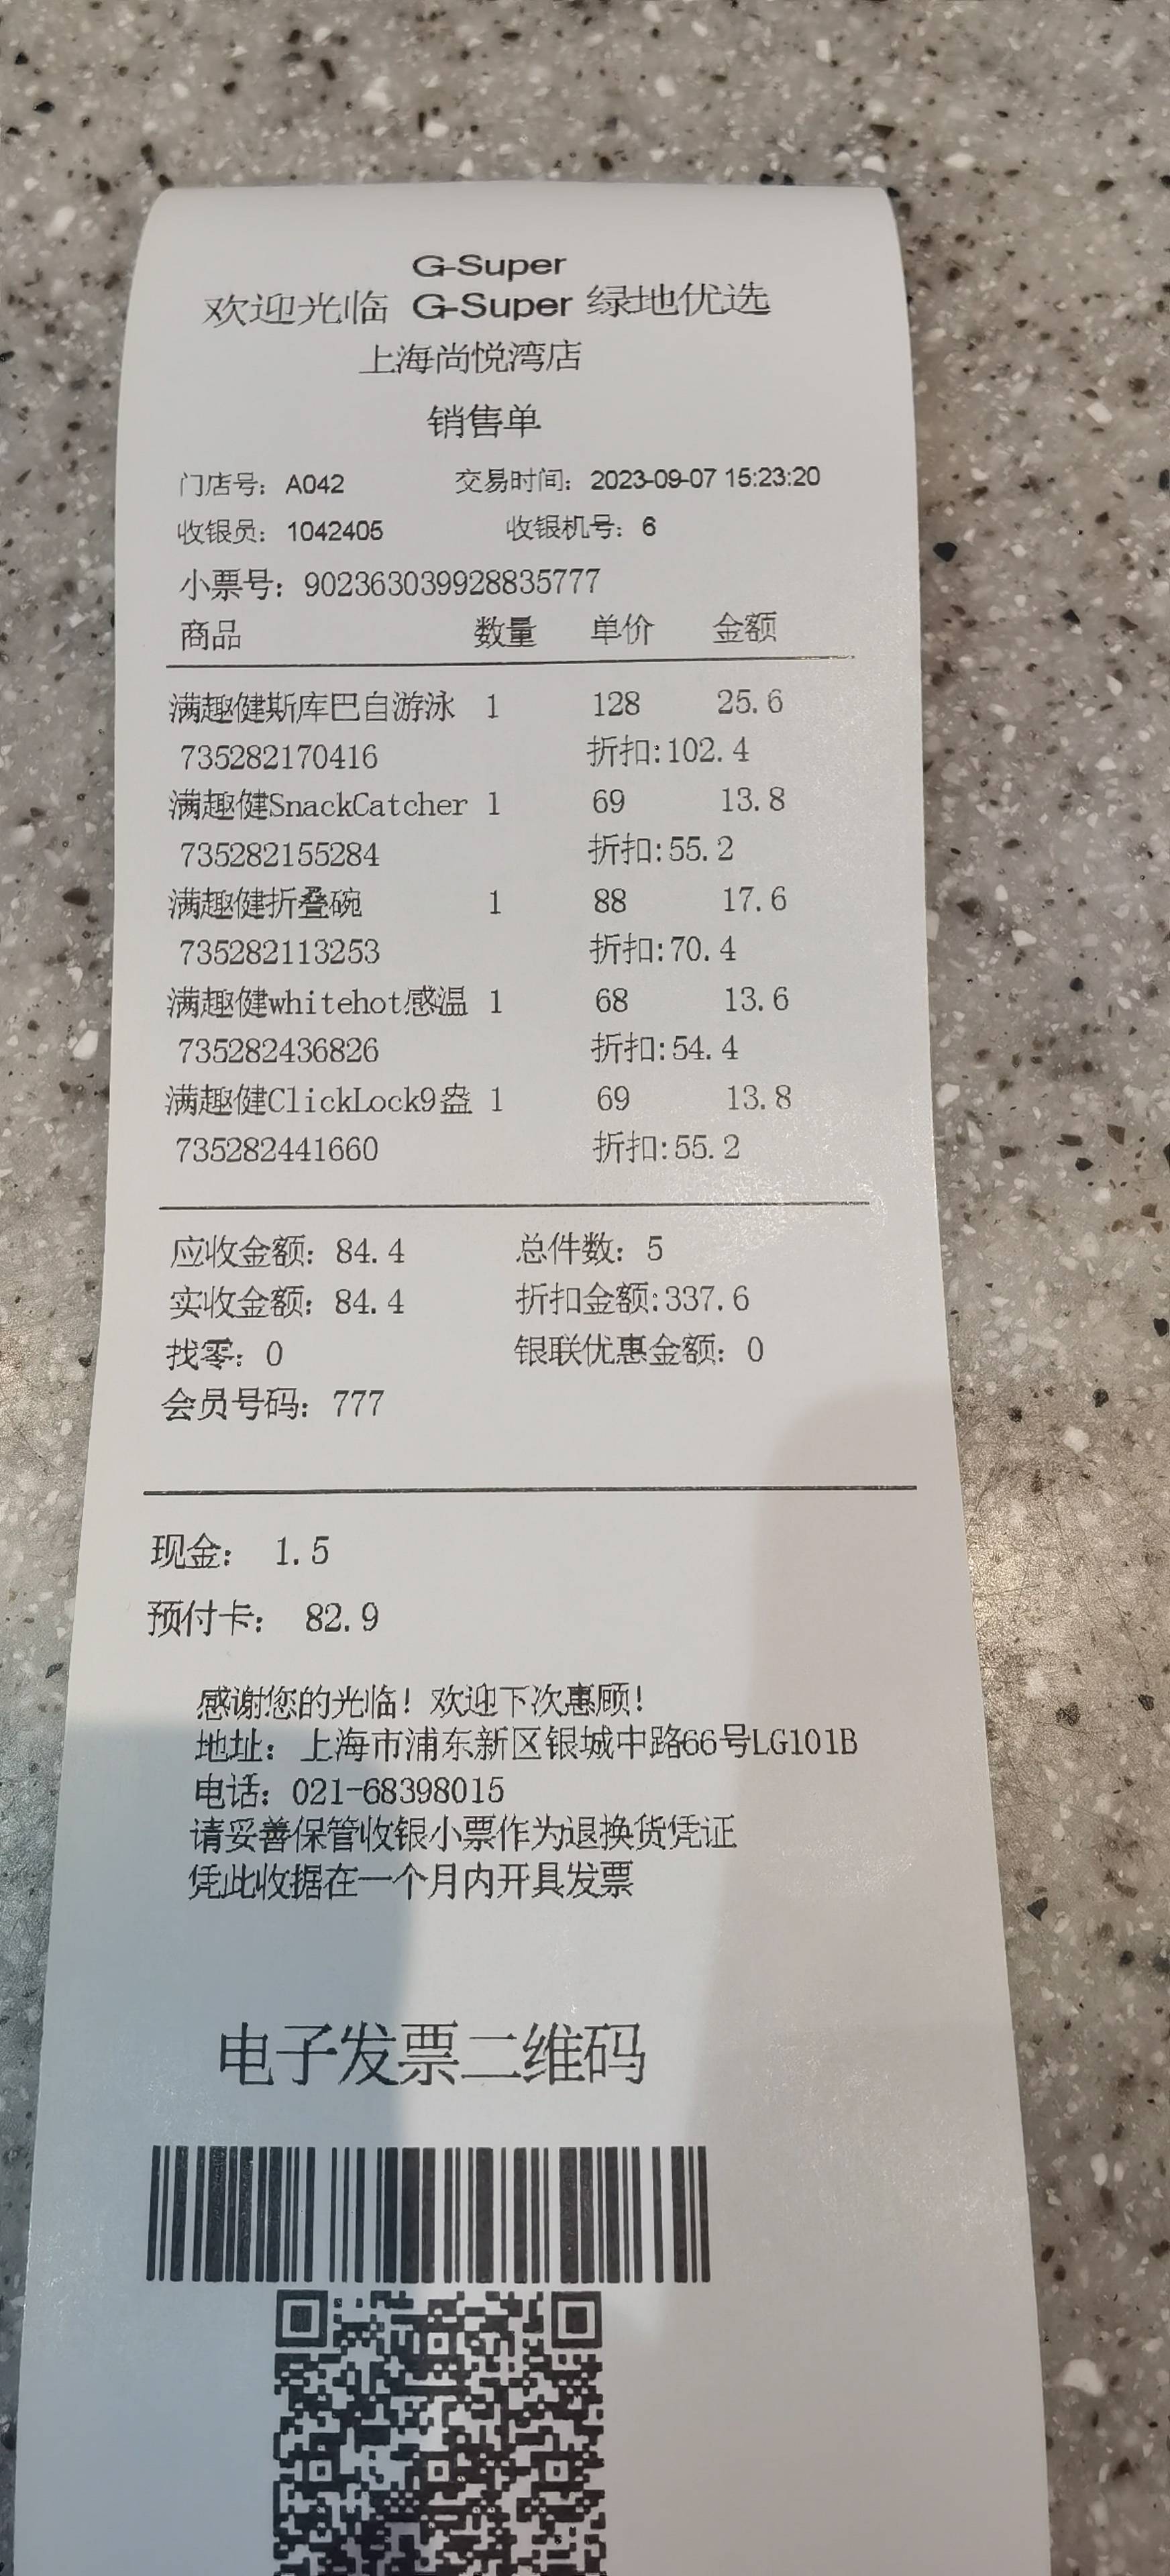 G-Super
欢迎光临 G-Super 绿地优选
上海尚悦湾店
销售单
门店号：A042 交易时间：2023-09-07 15:23:20
收银员：1042405 收银机号：6
小票号：902363039928835777
商品 数量 单价 金额
满趣健斯库巴自游泳 1 128 25.6
735282170416 折扣:102.4
满趣健SnackCatcher 1 69 13.8
735282155284 折扣:55.2
满趣健折叠碗 1 88 17.6
735282113253 折扣:70.4
满趣健whitehot感温 1 68 13.6
735282436826 折扣:54.4
满趣健ClickLock9盎 1 69 13.8
735282441660 折扣:55.2
应收金额：84.4 总件数：5
实收金额：84.4 折扣金额:337.6
找零：0 银联优惠金额：0
会员号码：777
现金： 1.5
预付卡： 82.9
感谢您的光临！欢迎下次惠顾！
地址：上海市浦东新区银城中路66号LG101B
电话：021-68398015
请妥善保管收银小票作为退换货凭证
凭此收据在一个月内开具发票
电子发票二维码